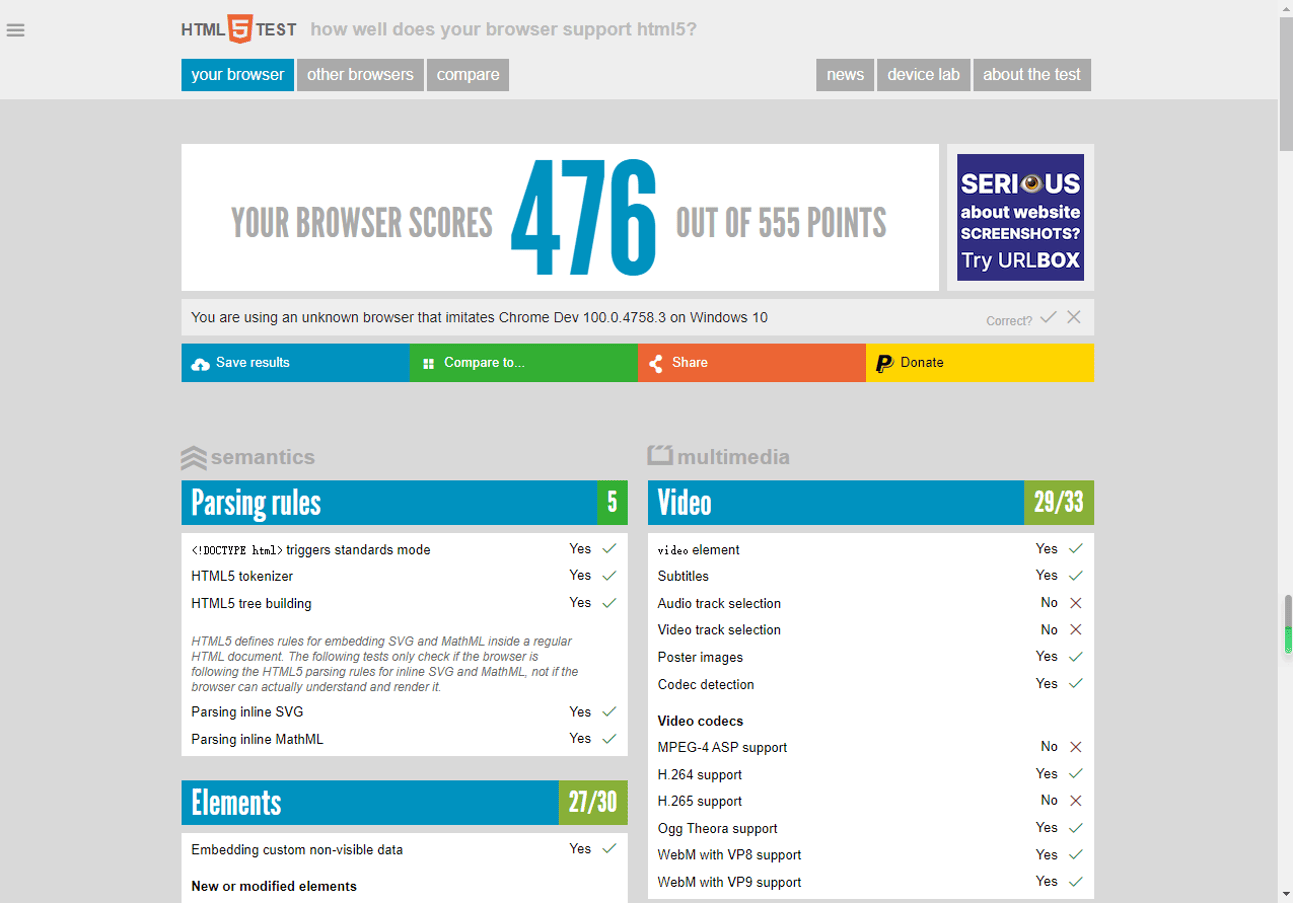 HTML 5 TEST how well does your browser support html5?
your browser other browsers compare news device lab about the test
YOUR BROWSER SCORES 476 OUT OF 555 POINTS
SERIOUS
about website
SCREENSHOTS?
Try URLBOX
You are using an unknown browser that imitates Chrome Dev 100.0.4758.3 on Windows 10 Correct?
Save results Compare to... Share Donate
semantics
Parsing rules 5
<!DOCTYPE html> triggers standards mode Yes
HTML5 tokenizer Yes
HTML5 tree building Yes
HTML5 defines rules for embedding SVG and MathML inside a regular
HTML document. The following tests only check if the browser is
following the HTML5 parsing rules for inline SVG and MathML, not if the
browser can actually understand and render it.
Parsing inline SVG Yes
Parsing inline MathML Yes
Elements 27/30
Embedding custom non-visible data Yes
New or modified elements
multimedia
Video 29/33
video element Yes
Subtitles Yes
Audio track selection No
Video track selection No
Poster images Yes
Codec detection Yes
Video codecs
MPEG-4 ASP support No
H.264 support Yes
H.265 support No
Ogg Theora support Yes
WebM with VP8 support Yes
WebM with VP9 support Yes